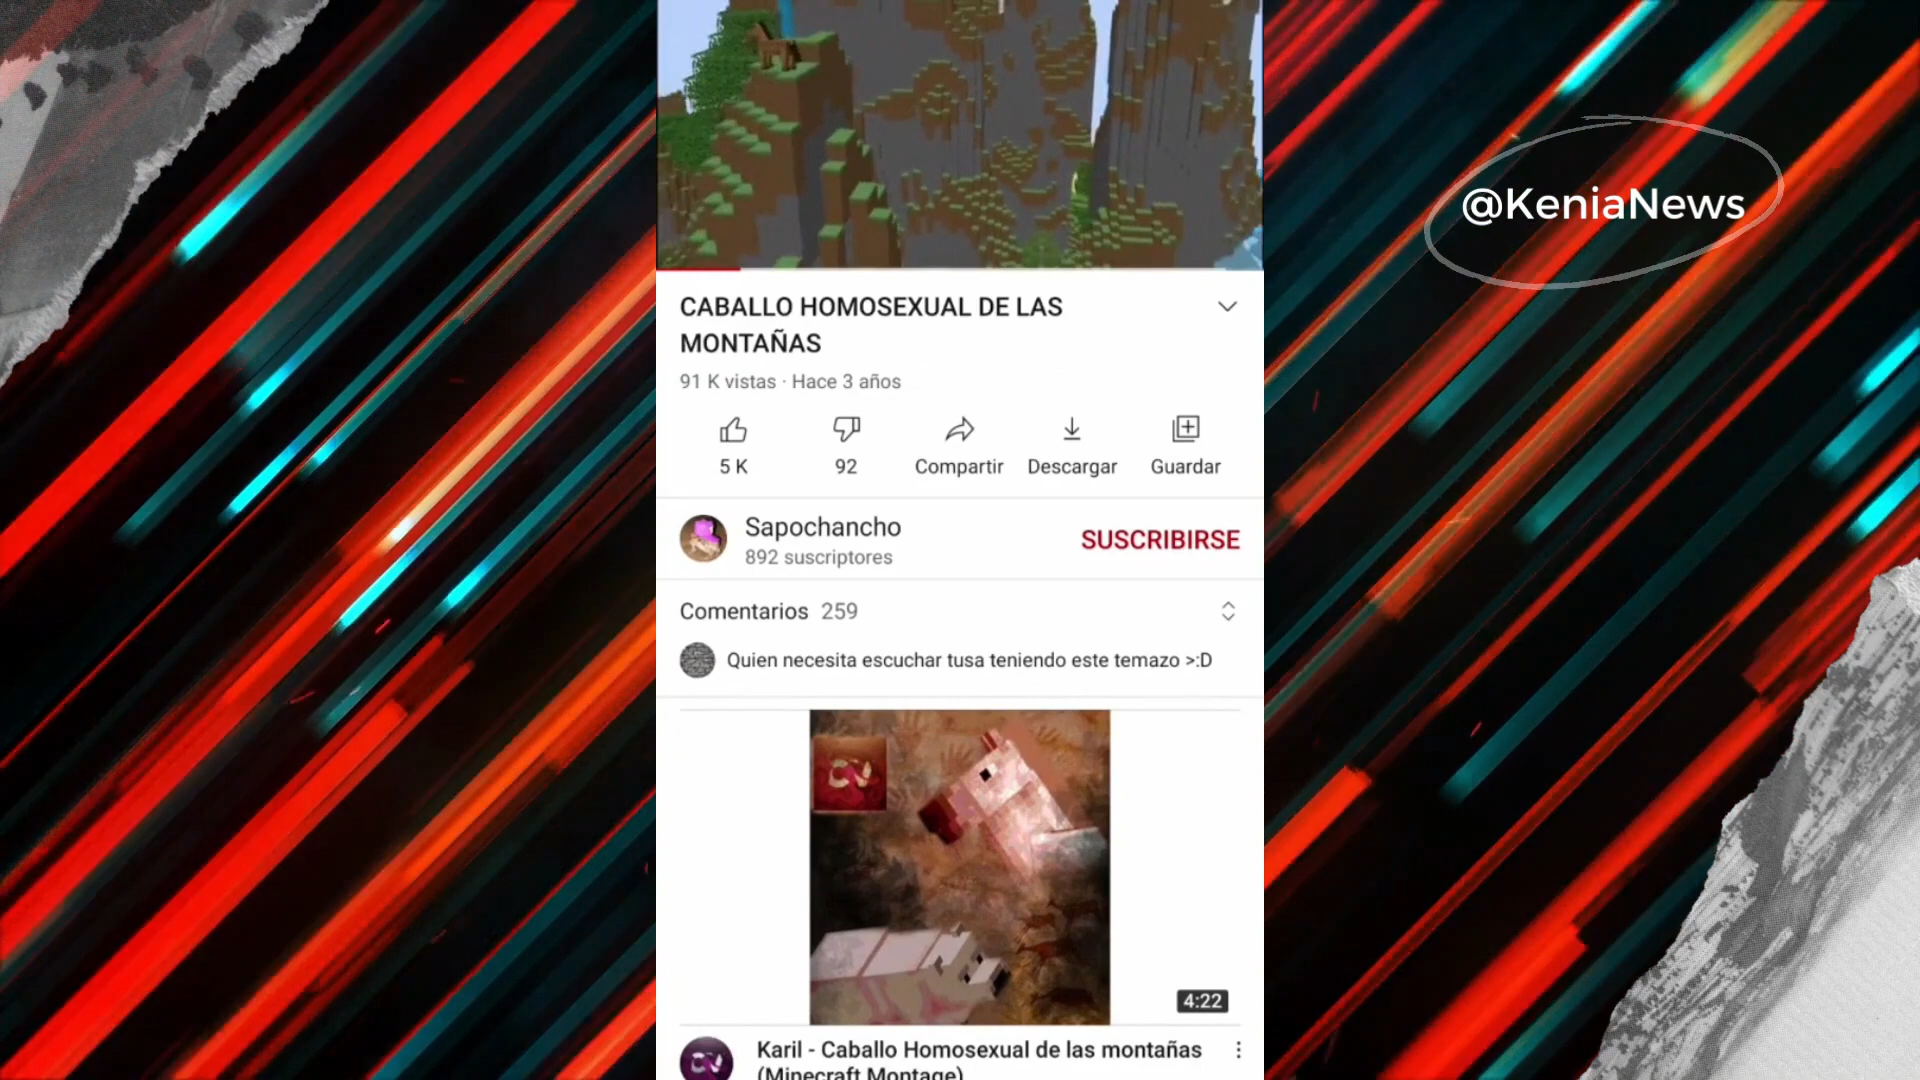 @KeniaNews
CABALLO HOMOSEXUAL DE LAS
MONTAÑAS
91 K vistas · Hace 3 años
5 K
92
Compartir
Descargar
Guardar
Sapochancho
892 suscriptores
SUSCRIBIRSE
Comentarios 259
Quien necesita escuchar tusa teniendo este temazo >:D
4:22
Karil - Caballo Homosexual de las montañas
(Minecraft Montage)